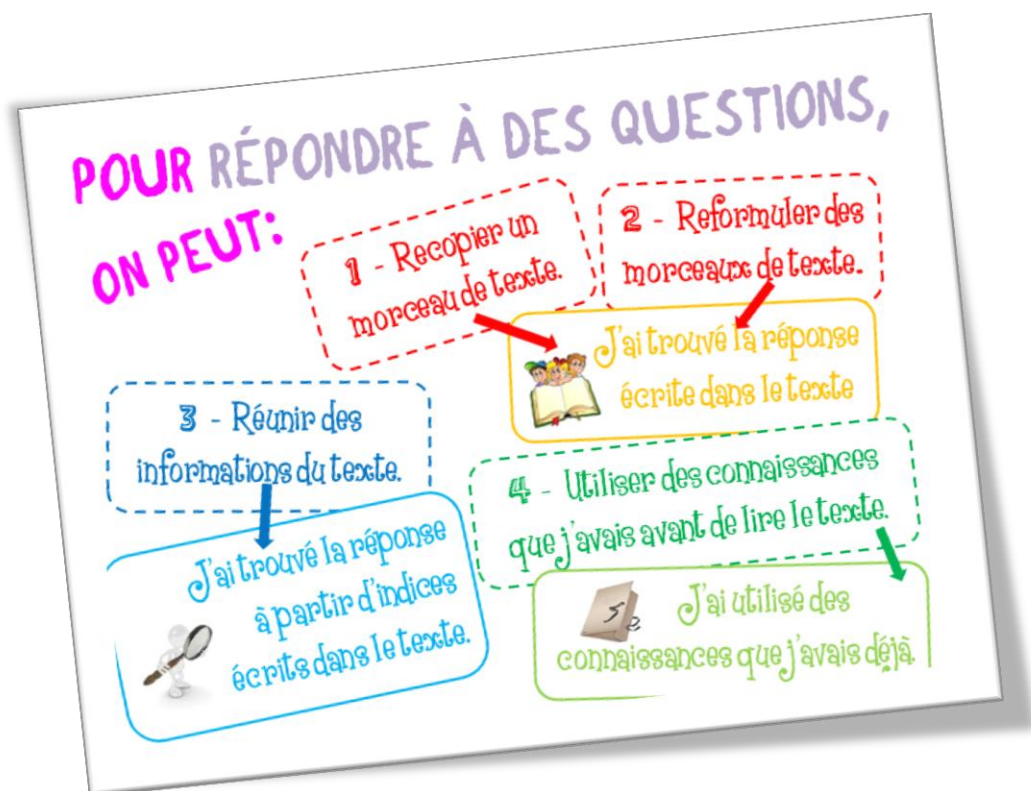 POUR RÉPONDRE À DES QUESTIONS,
ON PEUT:
1 - Recopier un
morceau de texte.
2 - Reformuler des
morceaux de texte.
J'ai trouvé la réponse
écrite dans le texte
3 - Réunir des
informations du texte.
J'ai trouvé la réponse
à partir d'indices
écrits dans le texte.
4 - Utiliser des connaissances
que j'avais avant de lire le texte.
J'ai utilisé des
connaissances que j'avais déjà.